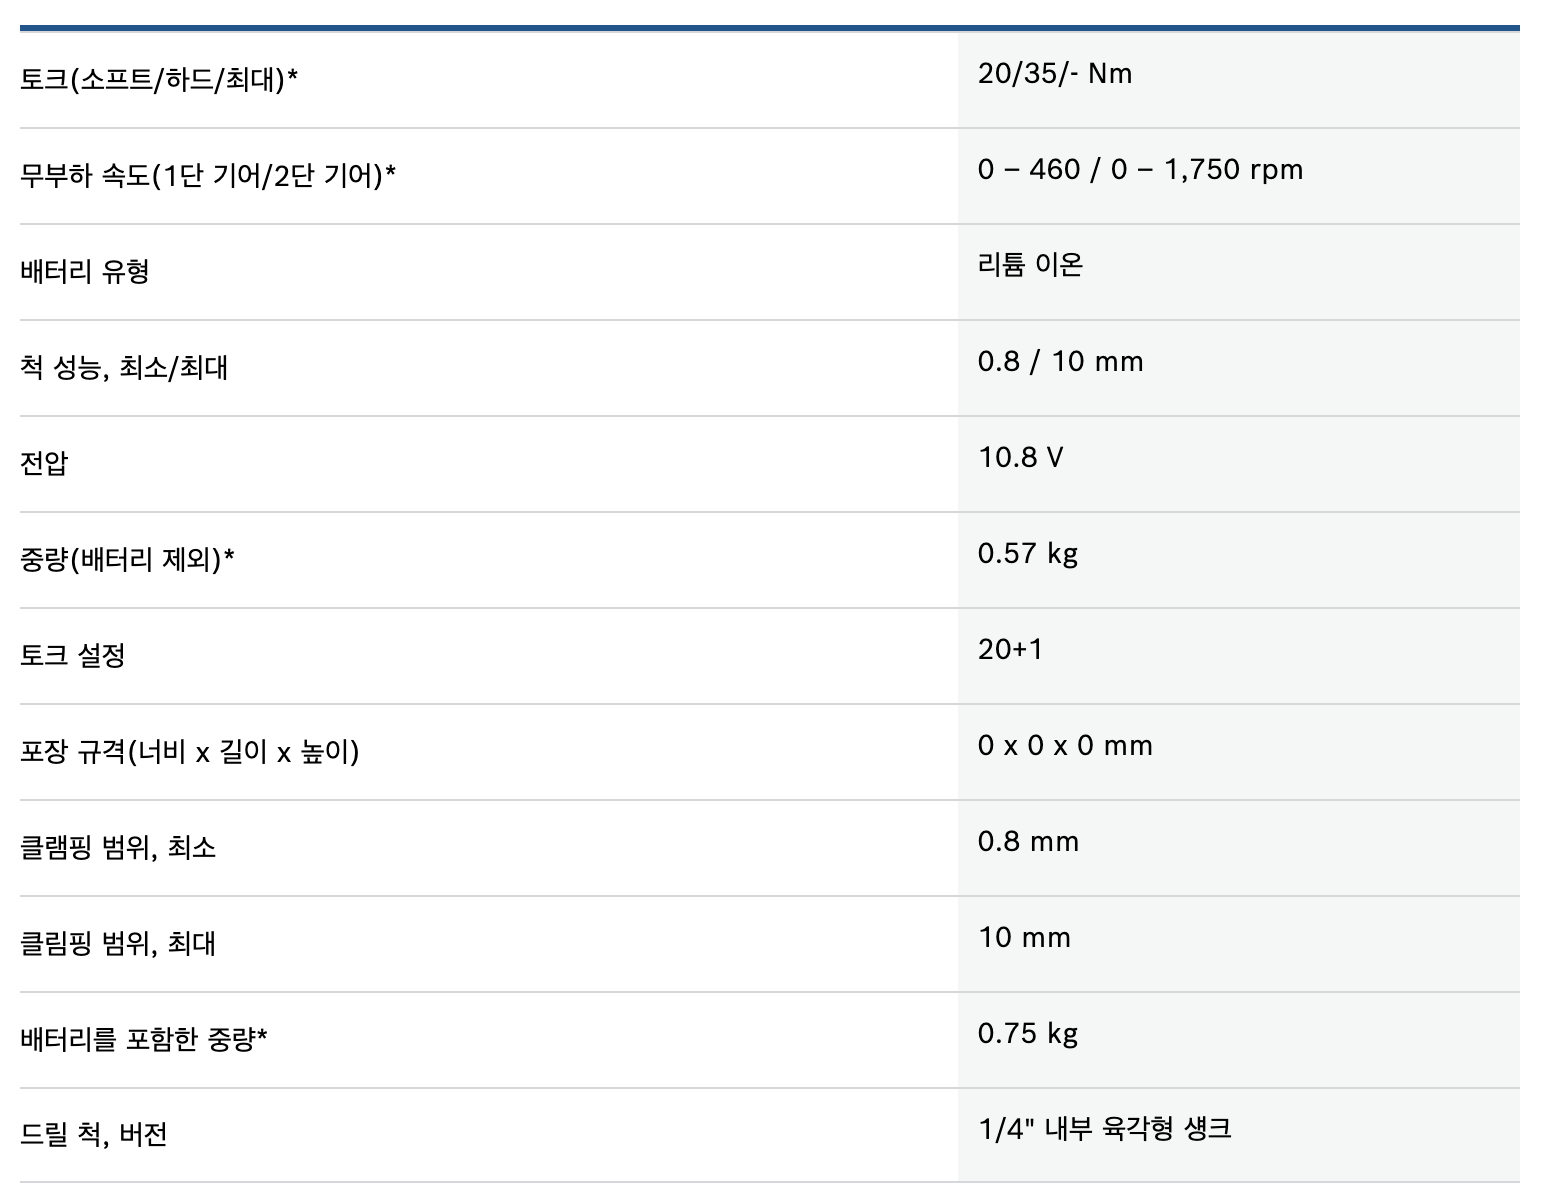 토크(소프트/하드/최대)* 20/35/- Nm
무부하 속도(1단 기어/2단 기어)* 0 – 460 / 0 – 1,750 rpm
배터리 유형 리튬 이온
척 성능, 최소/최대 0.8 / 10 mm
전압 10.8 V
중량(배터리 제외)* 0.57 kg
토크 설정 20+1
포장 규격(너비 x 길이 x 높이) 0 x 0 x 0 mm
클램핑 범위, 최소 0.8 mm
클림핑 범위, 최대 10 mm
배터리를 포함한 중량* 0.75 kg
드릴 척, 버전 1/4" 내부 육각형 섕크